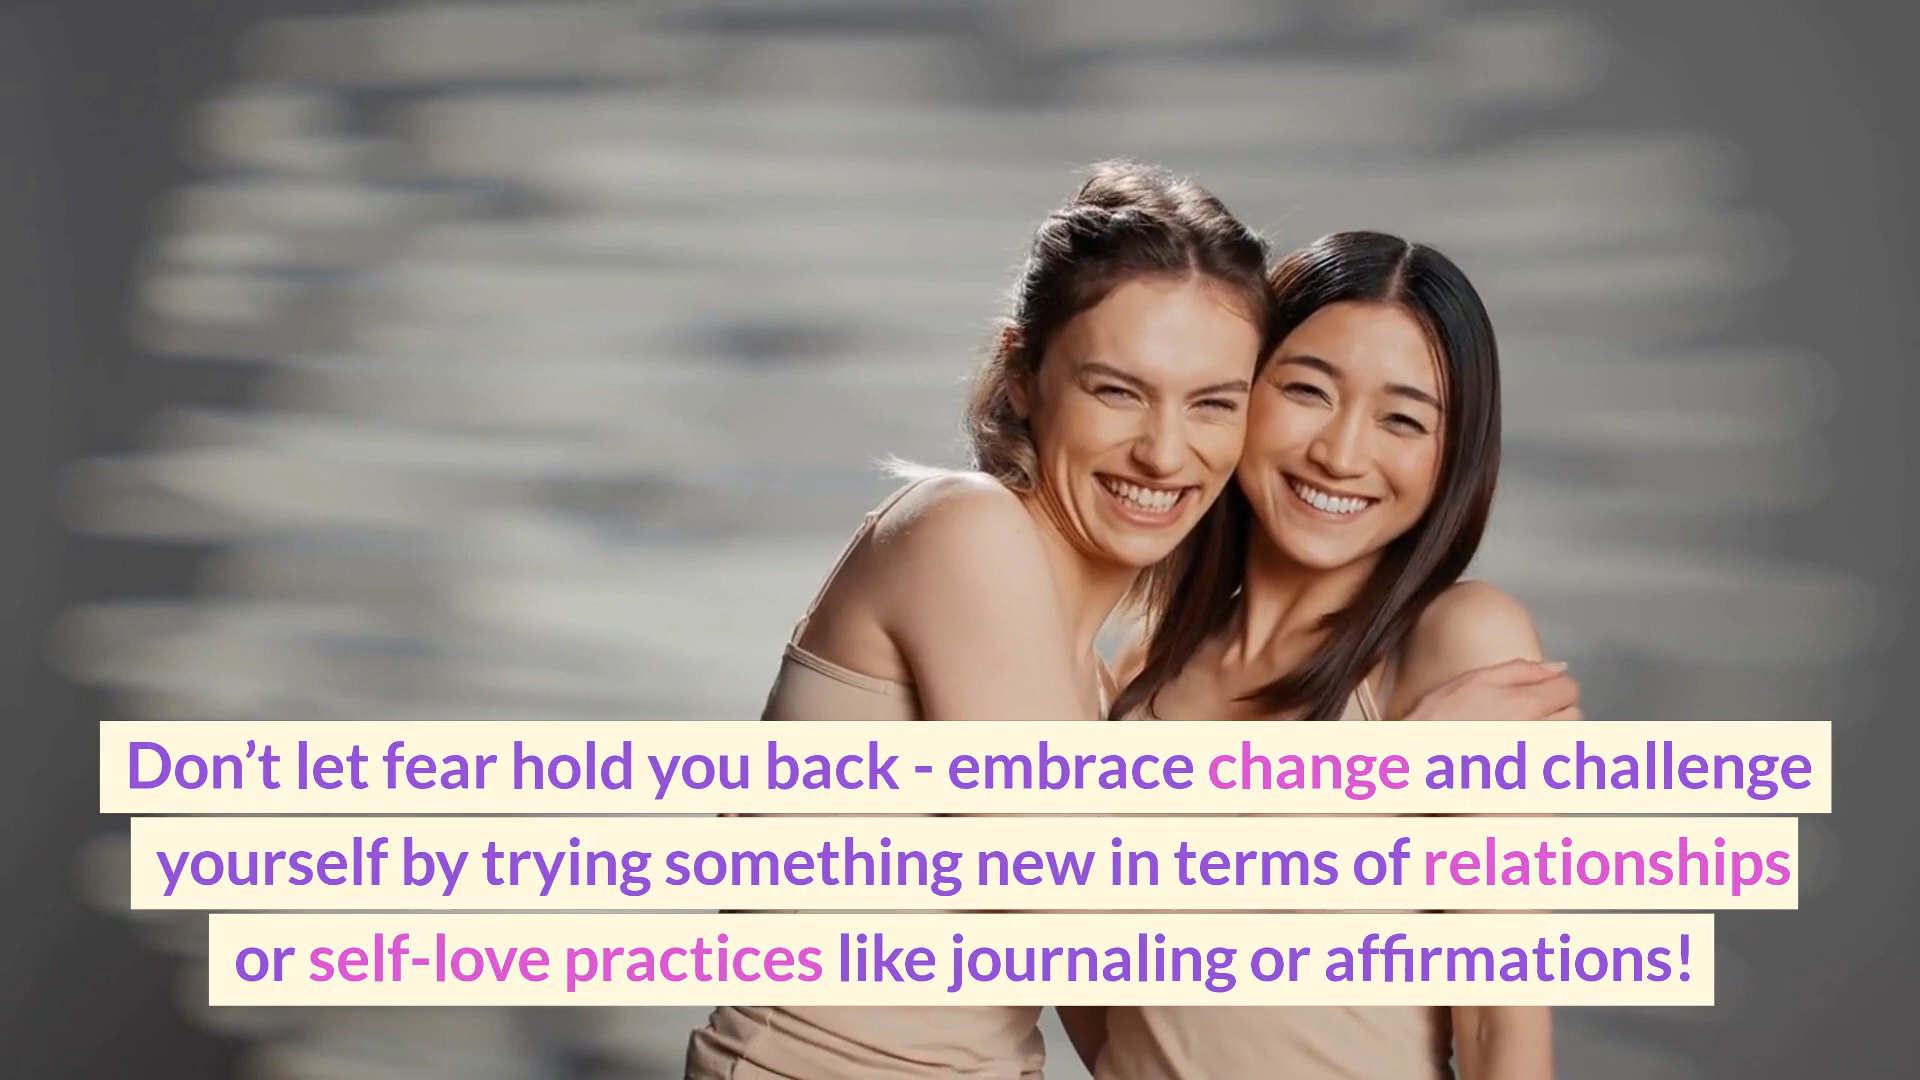 Don’t let fear hold you back - embrace change and challenge
yourself by trying something new in terms of relationships
or self-love practices like journaling or affirmations!